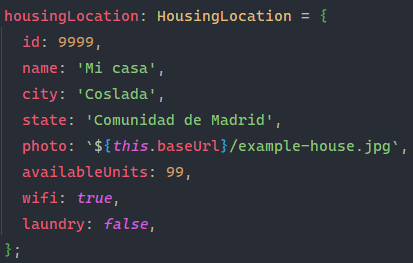 housingLocation: HousingLocation = {
  id: 9999,
  name: 'Mi casa',
  city: 'Coslada',
  state: 'Comunidad de Madrid',
  photo: `${this.baseUrl}/example-house.jpg`,
  availableUnits: 99,
  wifi: true,
  laundry: false,
};